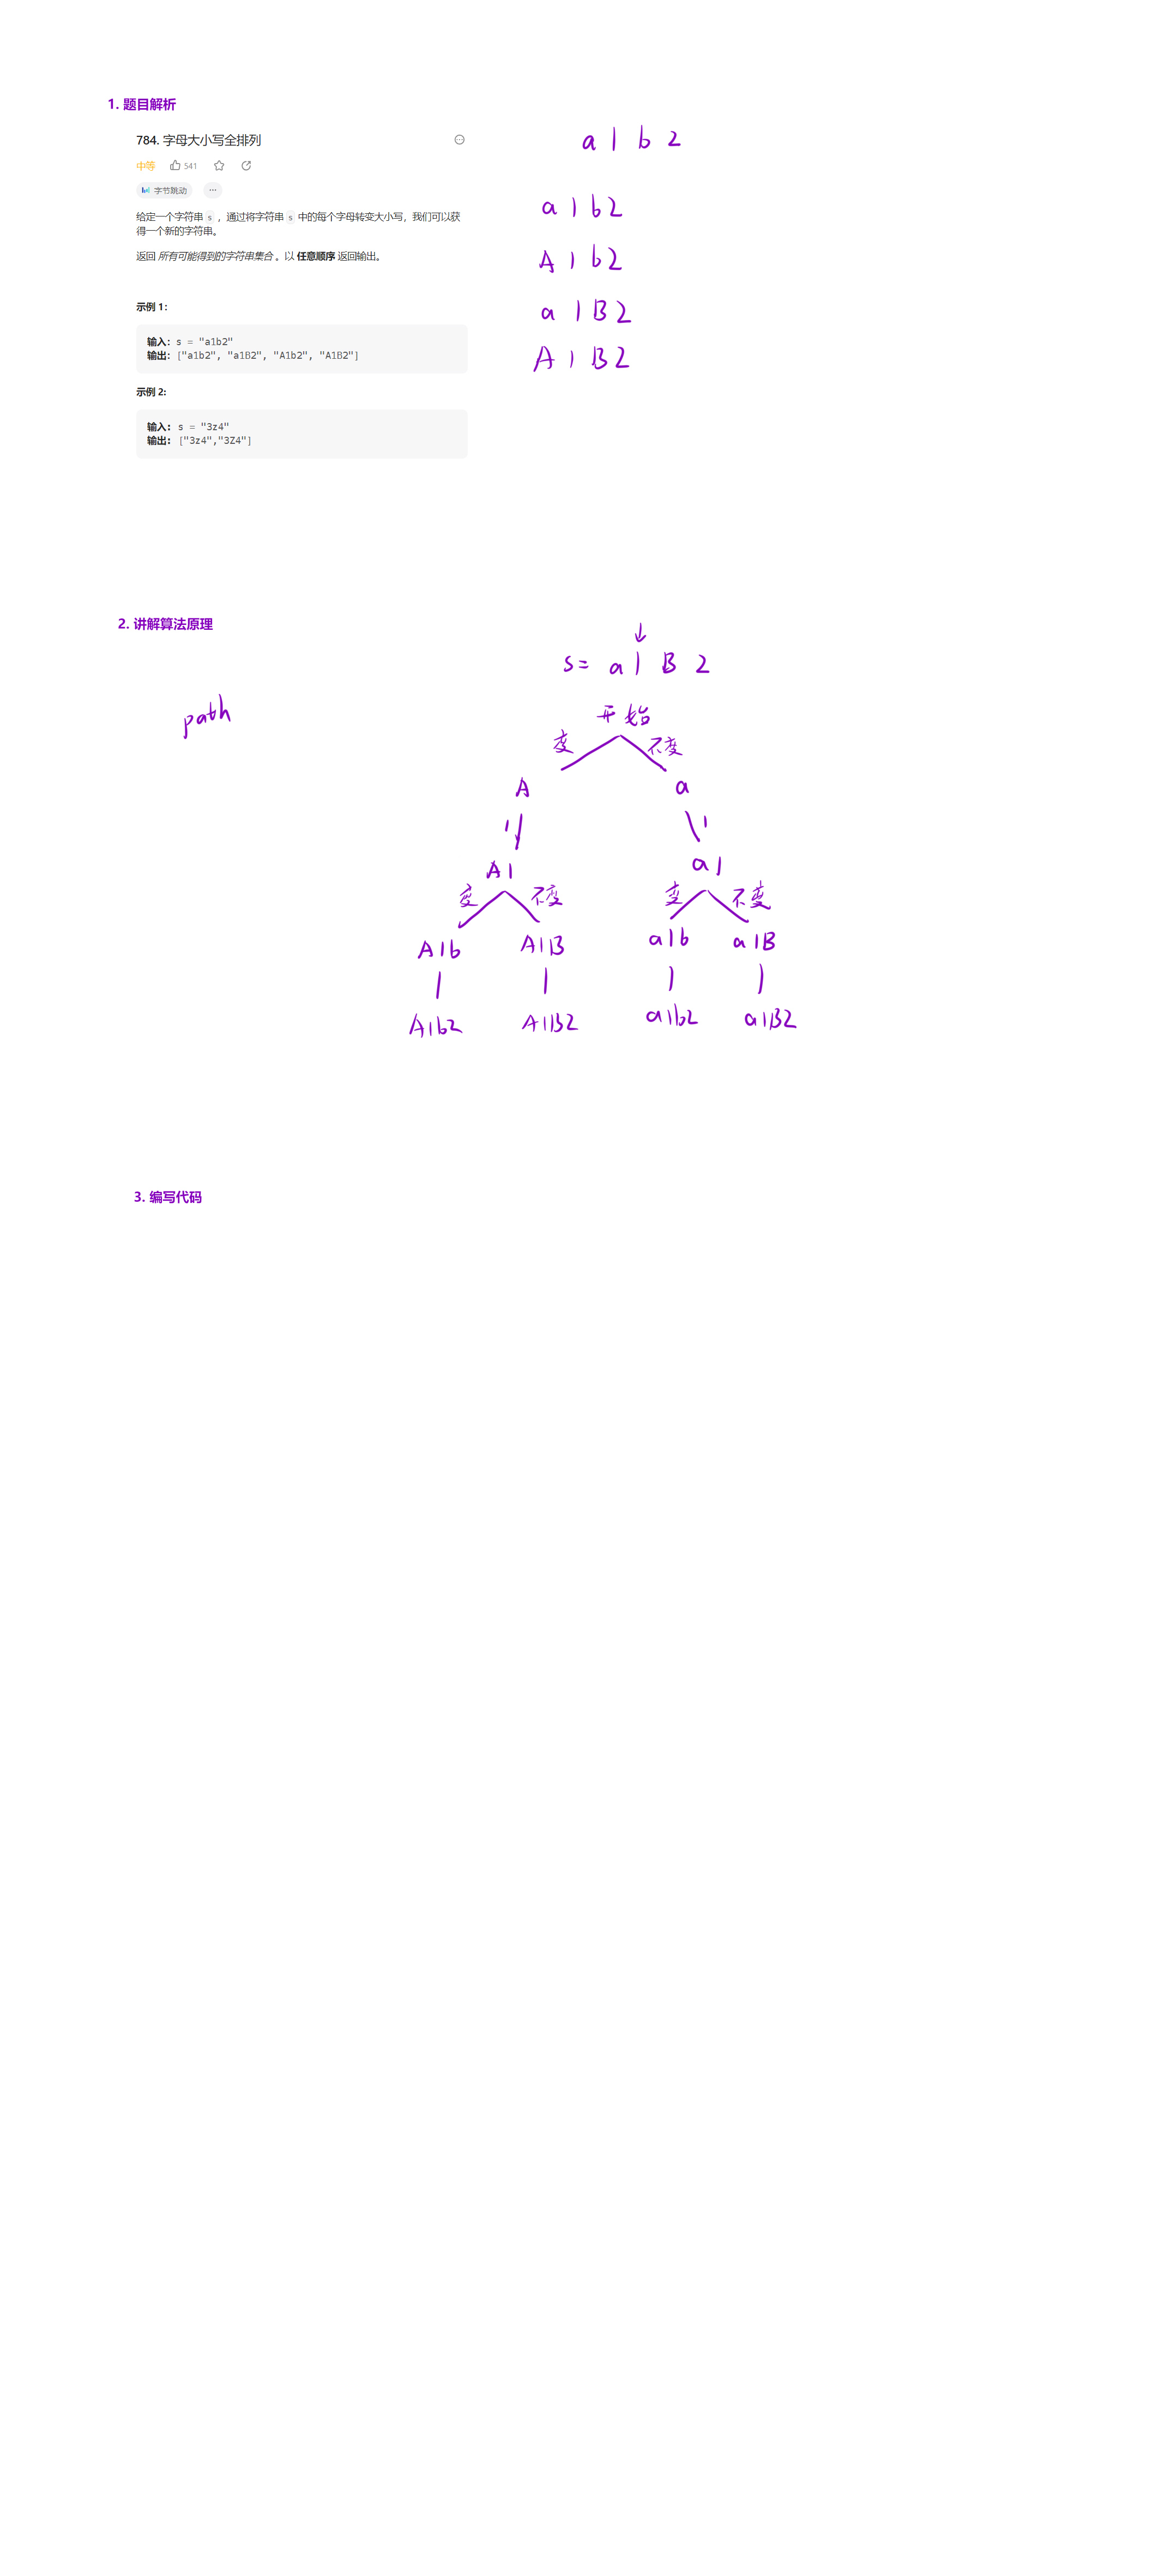 1. 题目解析
784. 字母大小写全排列
中等 541
字节跳动 ...
给定一个字符串 s ，通过将字符串 s 中的每个字母转变大小写，我们可以获
得一个新的字符串。
返回 所有可能得到的字符串集合 。以 任意顺序 返回输出。
示例 1：
输入：s = "a1b2"
输出：["a1b2", "a1B2", "A1b2", "A1B2"]
示例 2:
输入: s = "3z4"
输出: ["3z4","3Z4"]
a 1 b 2
a 1 b 2
A 1 b 2
a 1 B 2
A 1 B 2
2. 讲解算法原理
path
↓
s = a 1 B 2
开始
变 不变
A a
1 1
A1 a1
变 不变 变 不变
A1b A1B a1b a1B
A1b2 A1B2 a1b2 a1B2
3. 编写代码